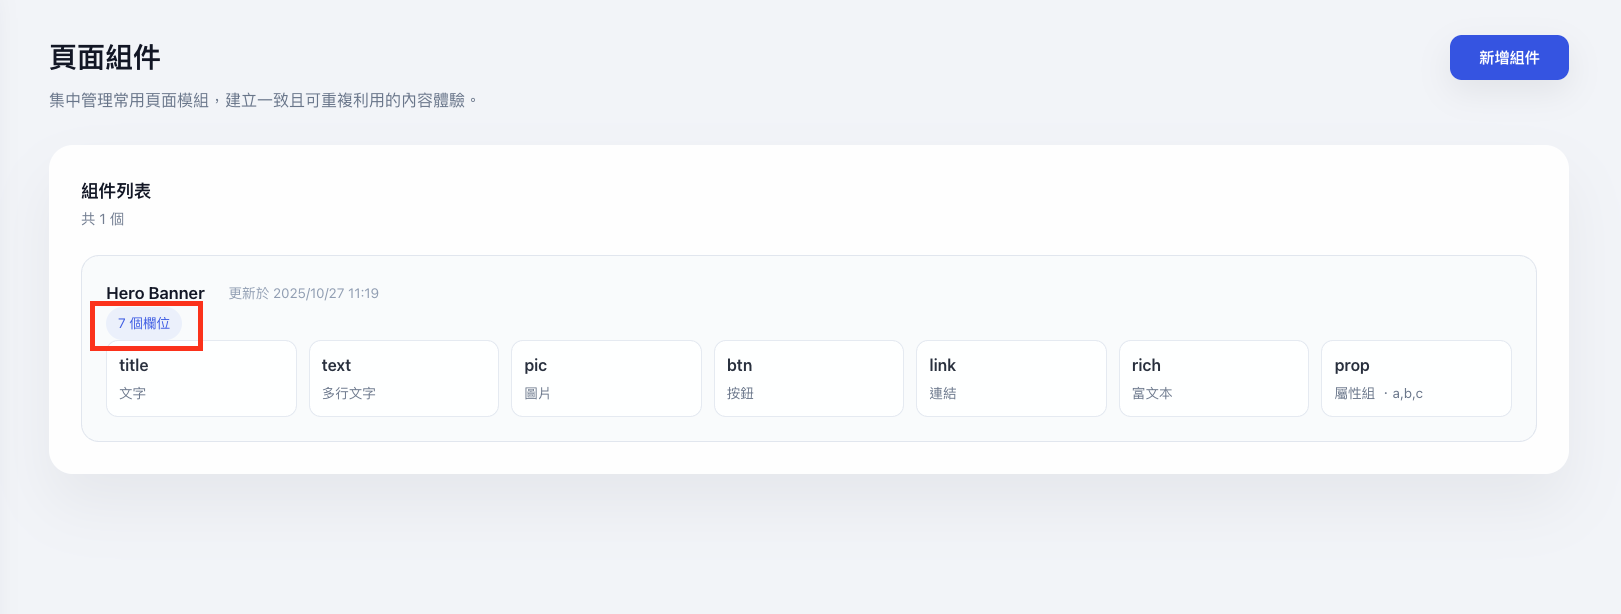 頁面組件
新增組件
集中管理常用頁面模組，建立一致且可重複利用的內容體驗。
組件列表
共 1 個
Hero Banner 更新於 2025/10/27 11:19
7 個欄位
title
文字
text
多行文字
pic
圖片
btn
按鈕
link
連結
rich
富文本
prop
屬性組 · a,b,c